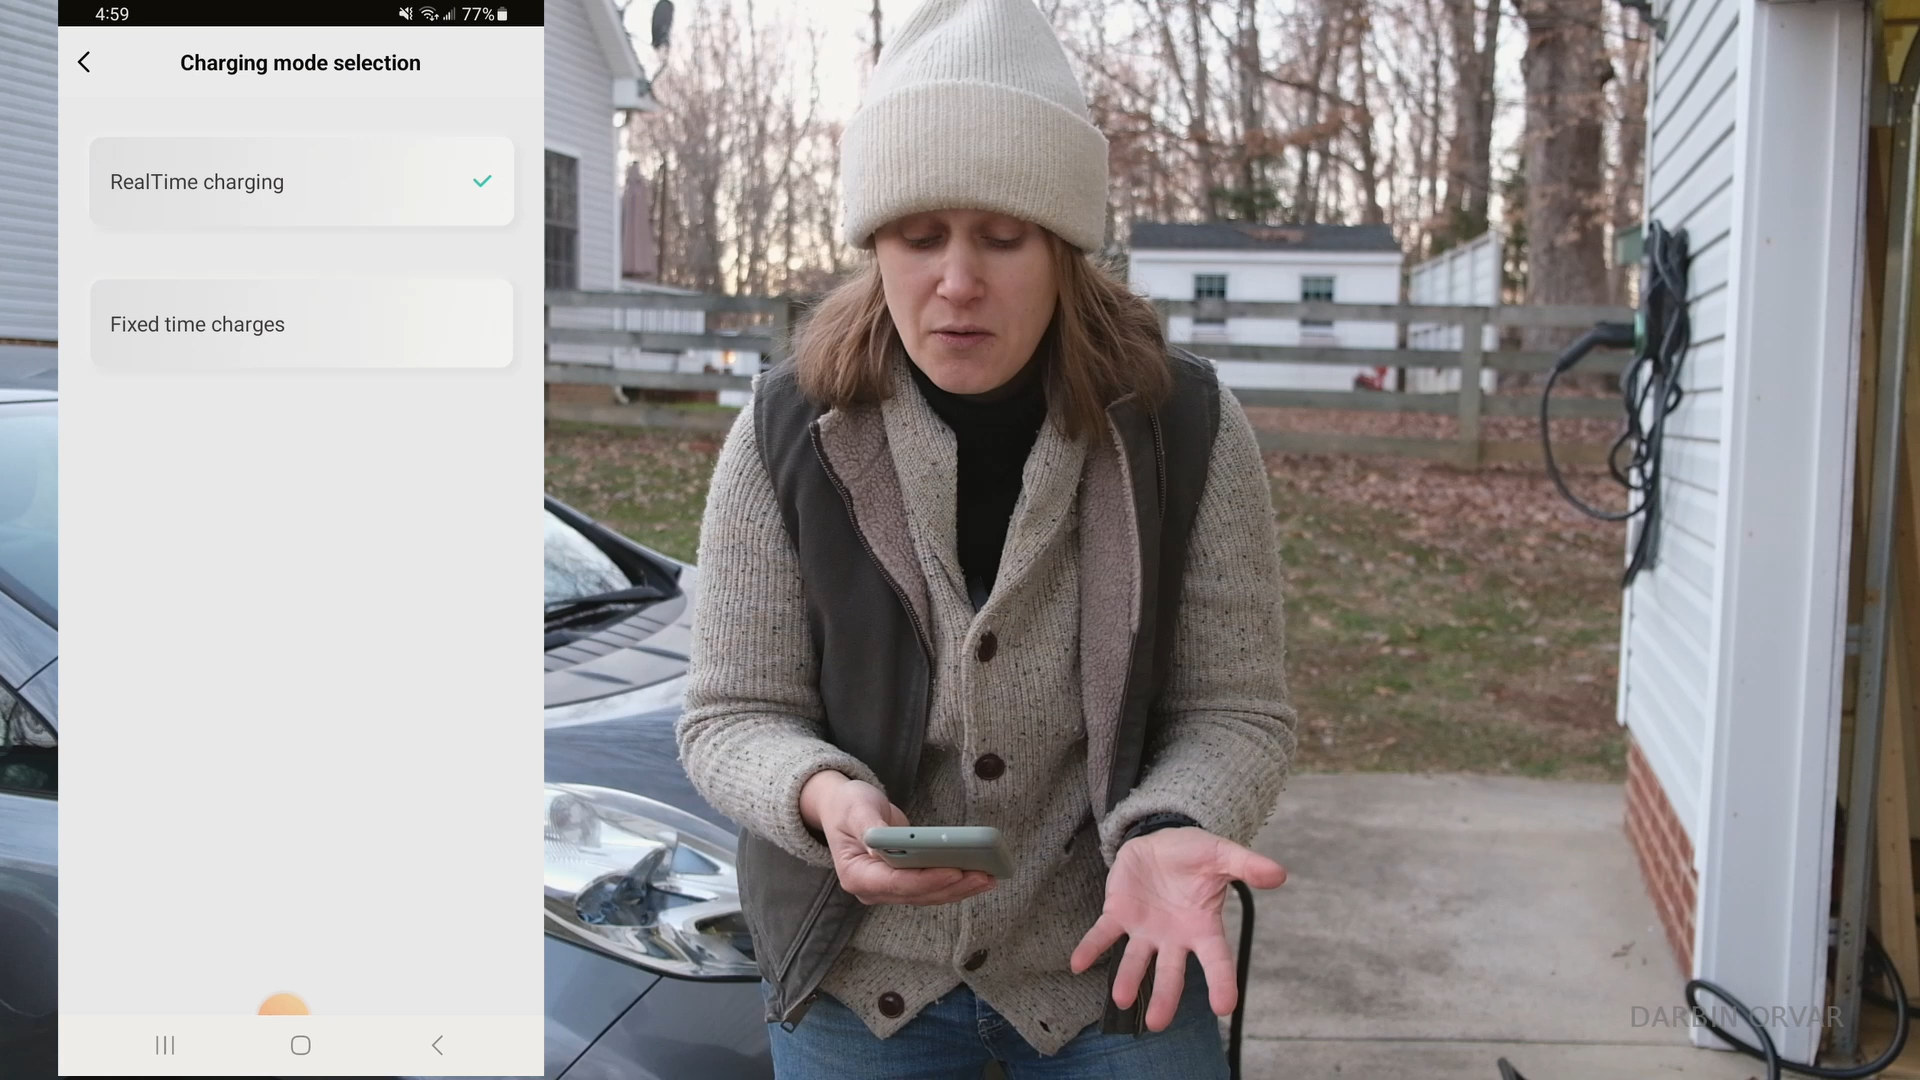 4:59
77%
Charging mode selection
RealTime charging
Fixed time charges
DARBIN ORVAR